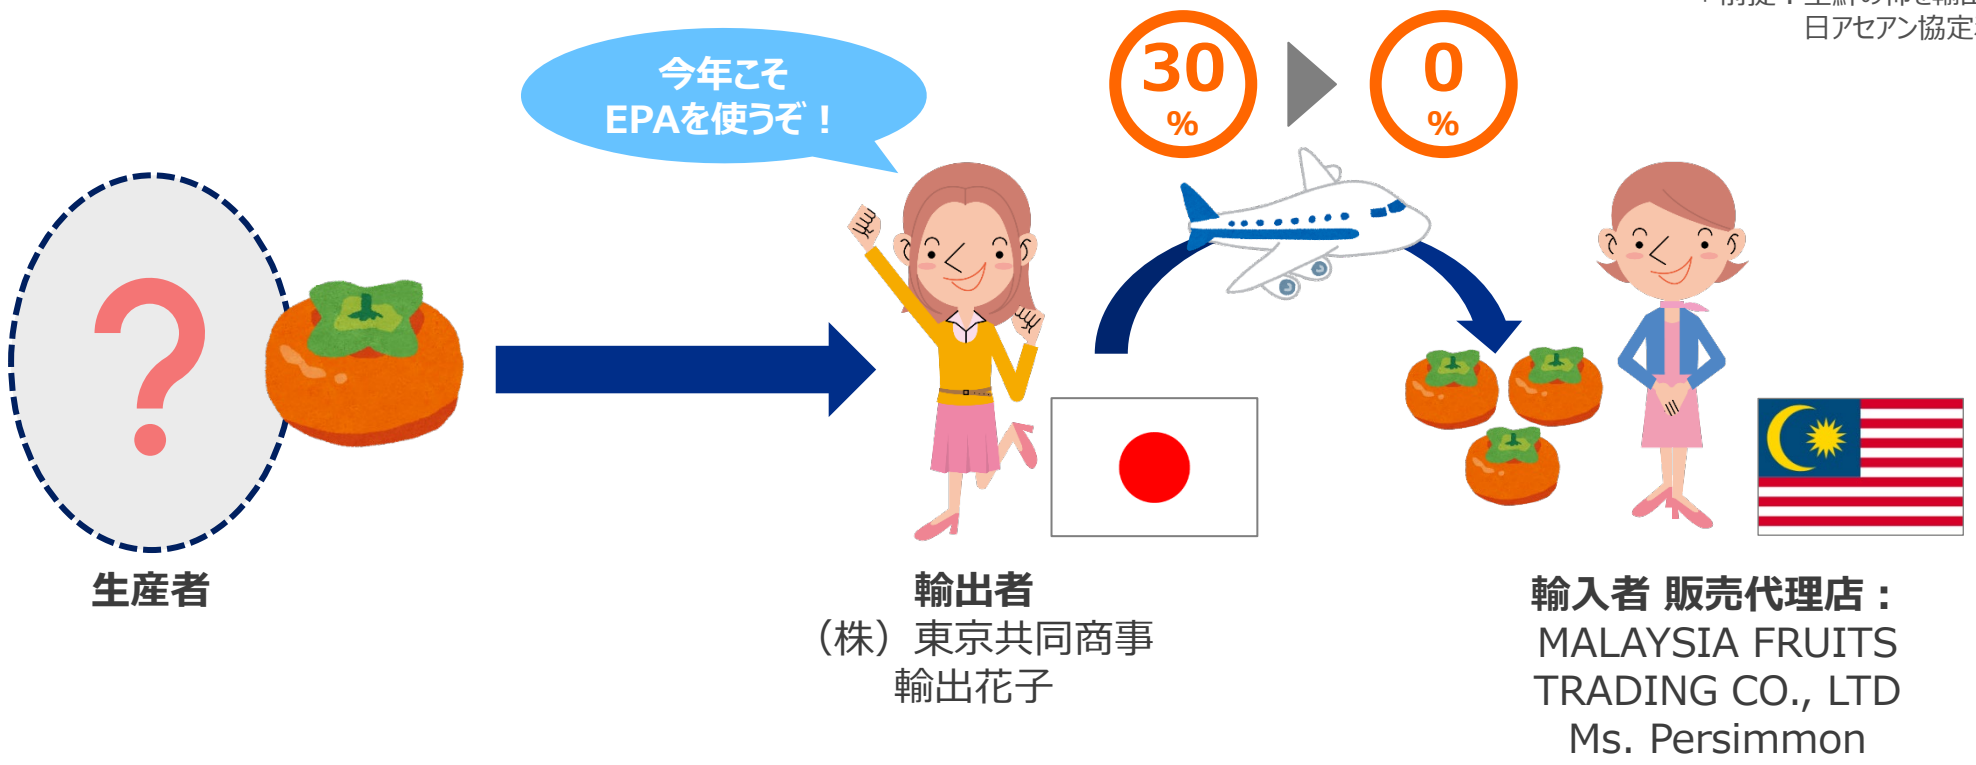 日アセアン協定
今年こそ
EPAを使うぞ！
30
%
0
%
?
生産者
輸出者
（株）東京共同商事
輸出花子
輸入者 販売代理店：
MALAYSIA FRUITS
TRADING CO., LTD
Ms. Persimmon